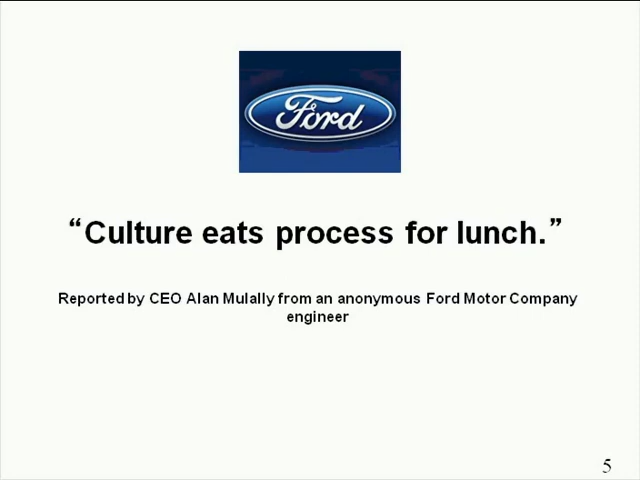 Ford
“Culture eats process for lunch.”
Reported by CEO Alan Mulally from an anonymous Ford Motor Company
engineer
5